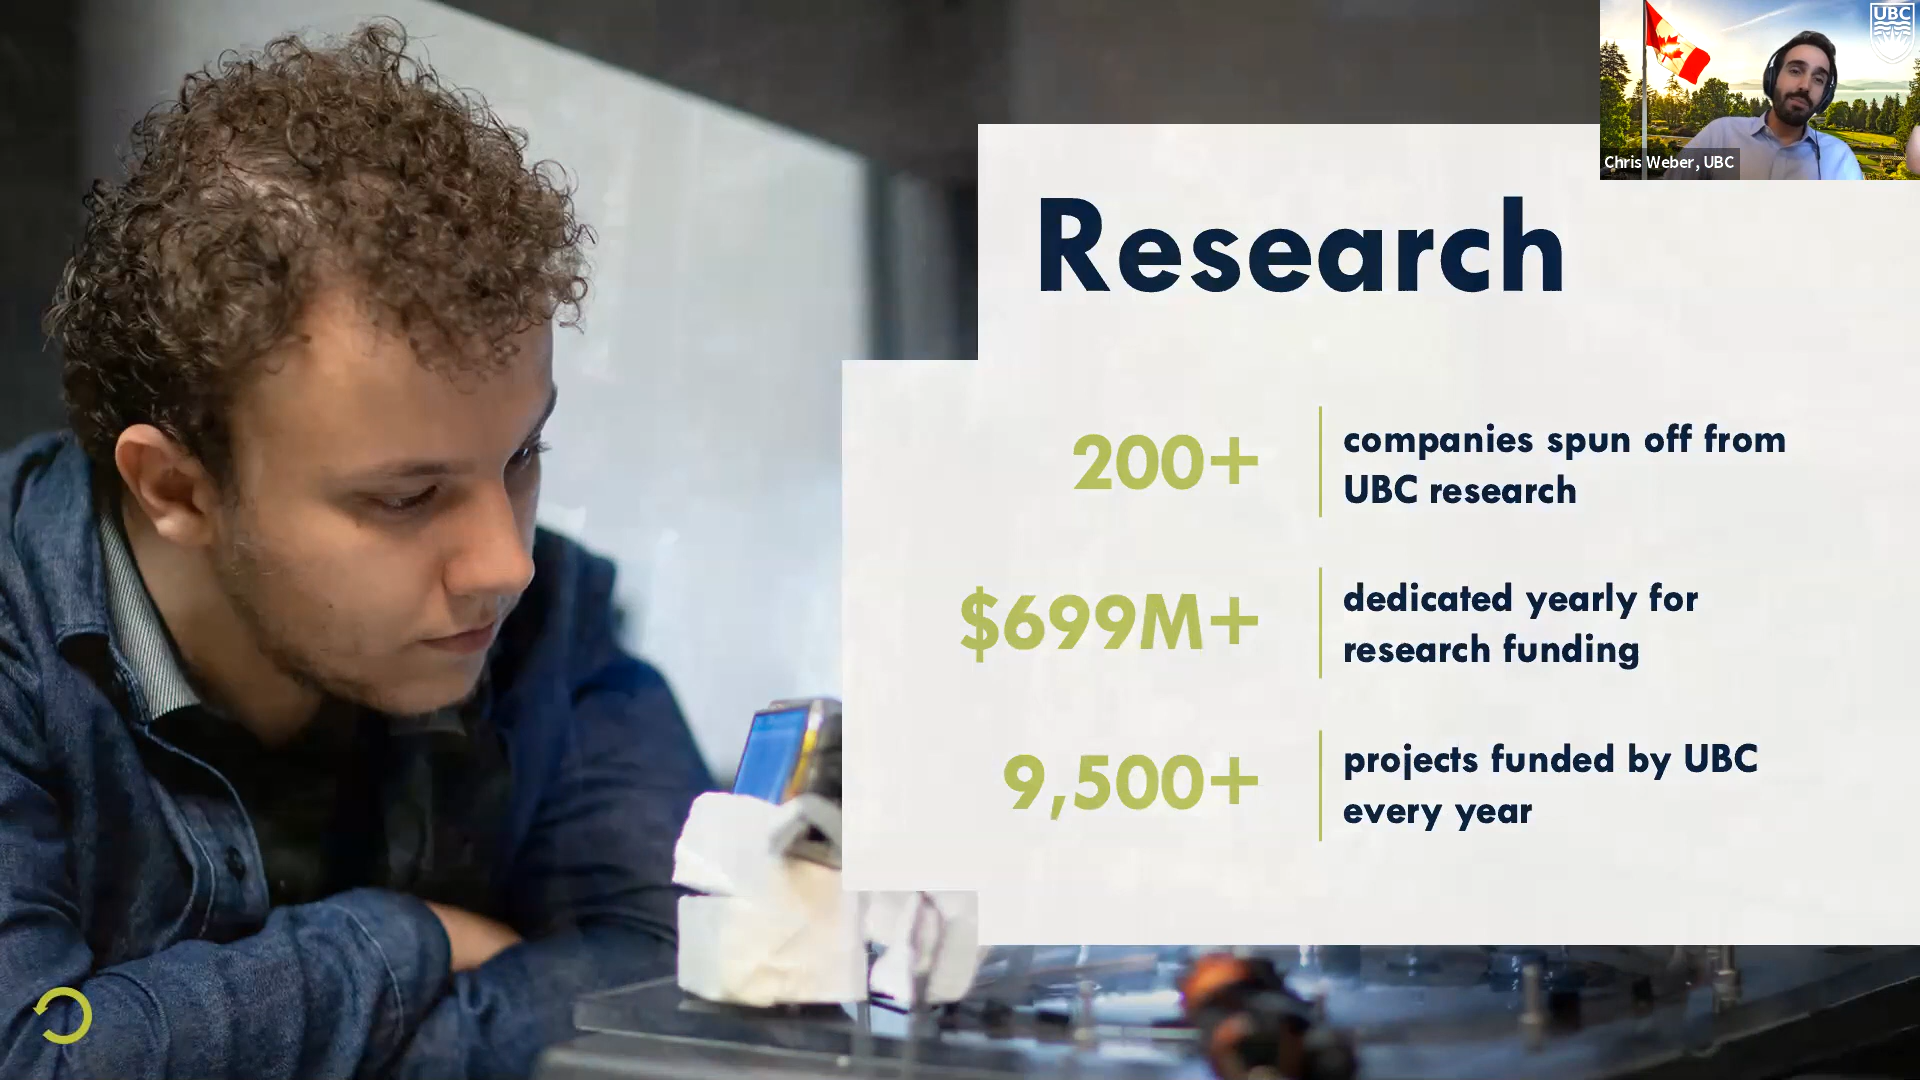 UBC
Chris Weber, UBC
Research
200+
companies spun off from
UBC research
$699M+
dedicated yearly for
research funding
9,500+
projects funded by UBC
every year